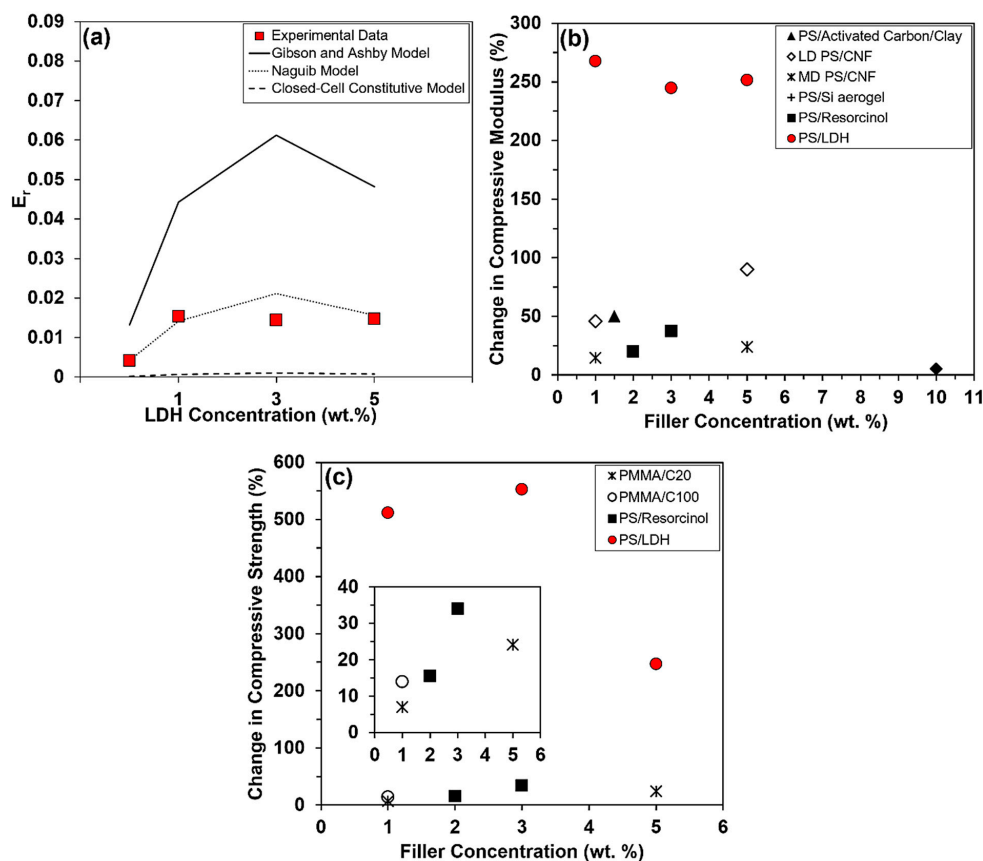 (a)
Experimental Data
Gibson and Ashby Model
Naguib Model
Closed-Cell Constitutive Model
0.09
0.08
0.07
0.06
0.05
0.04
0.03
0.02
0.01
0
Er
1
3
5
LDH Concentration (wt.%)
(b)
PS/Activated Carbon/Clay
LD PS/CNF
MD PS/CNF
PS/Si aerogel
PS/Resorcinol
PS/LDH
300
250
200
150
100
50
0
Change in Compressive Modulus (%)
0 1 2 3 4 5 6 7 8 9 10 11
Filler Concentration (wt. %)
(c)
PMMA/C20
PMMA/C100
PS/Resorcinol
PS/LDH
600
500
400
300
200
100
0
Change in Compressive Strength (%)
40
30
20
10
0
0 1 2 3 4 5 6
0 1 2 3 4 5 6
Filler Concentration (wt. %)